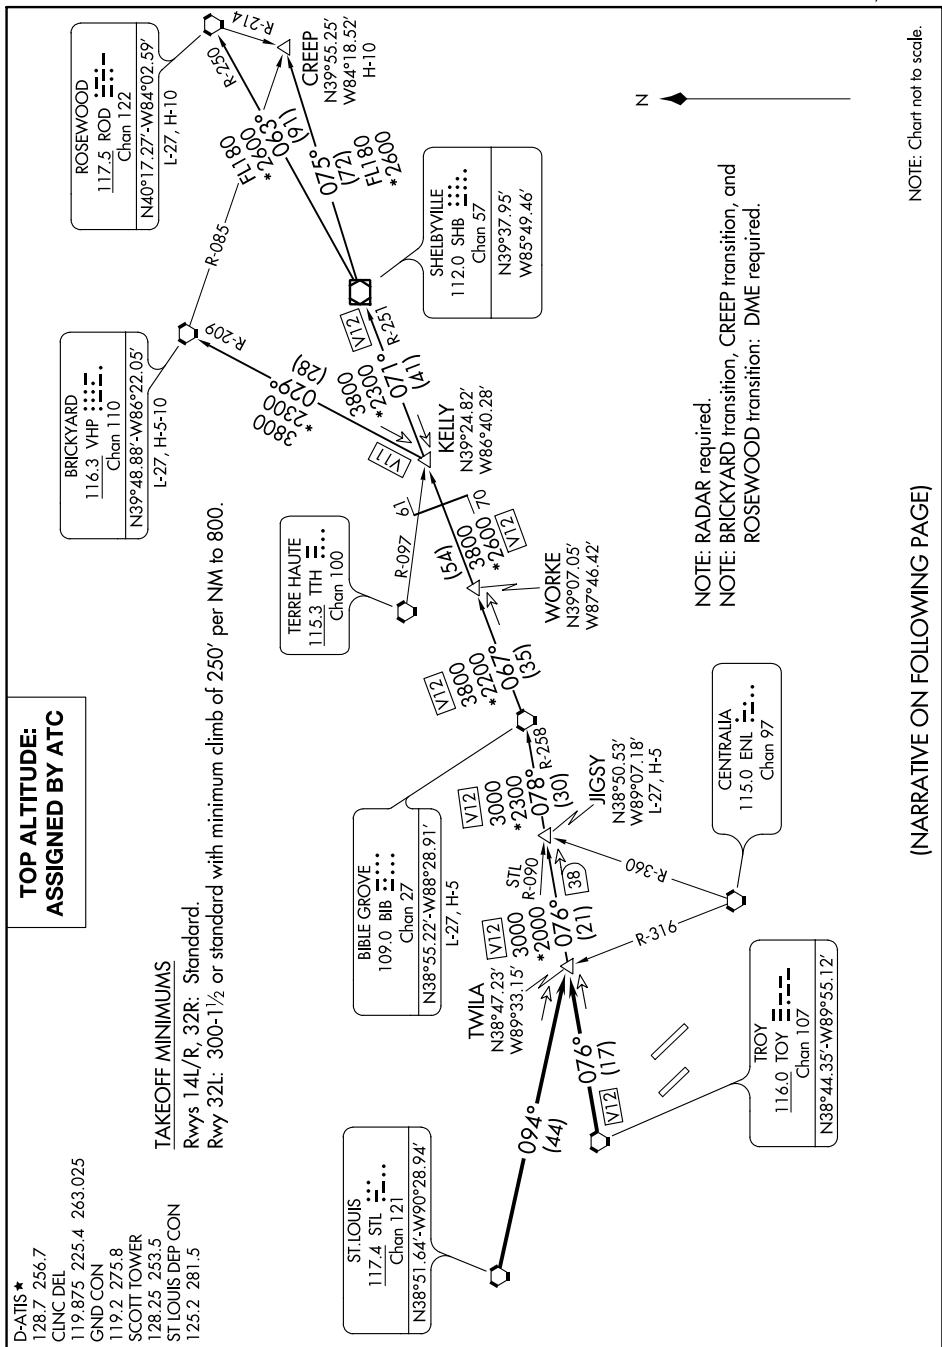 TOP ALTITUDE:
ASSIGNED BY ATC
D-ATIS★
128.7 256.7
CLNC DEL
119.875 225.4 263.025
GND CON
119.2 275.8
SCOTT TOWER
128.25 253.5
ST LOUIS DEP CON
125.2 281.5
TAKEOFF MINIMUMS
Rwys 14L/R, 32R: Standard.
Rwy 32L: 300-1½ or standard with minimum climb of 250' per NM to 800.
ST.LOUIS
117.4 STL
Chan 121
N38°51.64'-W90°28.94'
094°
(44)
TROY
116.0 TOY
Chan 107
N38°44.35'-W89°55.12'
V12
076°
(17)
TWILA
N38°47.23'
W89°33.15'
V12
3000
*2000
076°
(21)
STL
R-090
38
R-316
R-360
CENTRALIA
115.0 ENL
Chan 97
JIGSY
N38°50.53'
W89°07.18'
L-27, H-5
V12
3000
*2300
078°
(30)
R-258
BIBLE GROVE
109.0 BIB
Chan 27
N38°55.22'-W88°28.91'
L-27, H-5
V12
3800
*2200
067°
(35)
WORKE
N39°07.05'
W87°46.42'
(54)
3800
*2600
V12
61
70
TERRE HAUTE
115.3 TTH
Chan 100
R-097
KELLY
N39°24.82'
W86°40.28'
V11
3800
*2300
029°
(28)
R-209
BRICKYARD
116.3 VHP
Chan 110
N39°48.88'-W86°22.05'
L-27, H-5-10
R-085
V12
3800
*2300
071°
(41)
R-251
SHELBYVILLE
112.0 SHB
Chan 57
N39°37.95'
W85°49.46'
FL180
*2600
063°
(91)
R-250
075°
(72)
FL180
*2600
ROSEWOOD
117.5 ROD
Chan 122
N40°17.27'-W84°02.59'
L-27, H-10
R-214
CREEP
N39°55.25'
W84°18.52'
H-10
N
NOTE: RADAR required.
NOTE: BRICKYARD transition, CREEP transition, and
ROSEWOOD transition: DME required.
NOTE: Chart not to scale.
(NARRATIVE ON FOLLOWING PAGE)